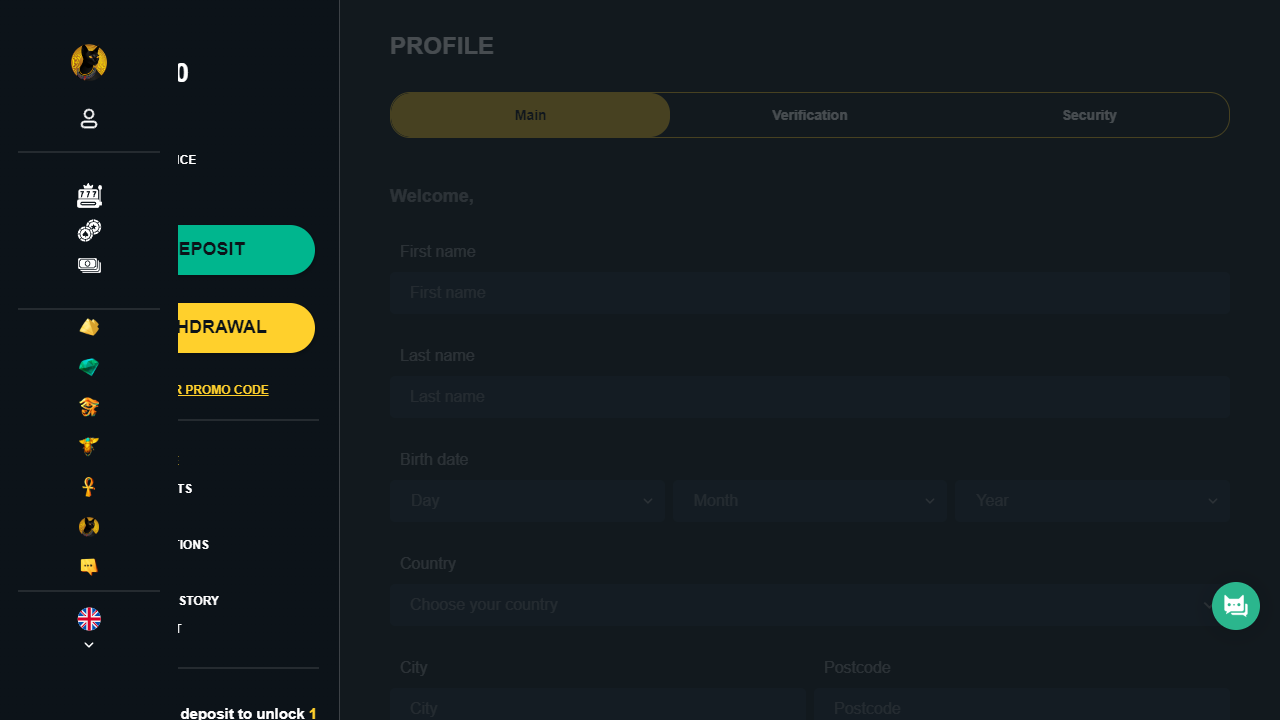 PROFILE
Main
Verification
Security
Welcome,
First name
First name
Last name
Last name
Birth date
Day
Month
Year
Country
Choose your country
City
Postcode
City
Postcode
0
ICE
EPOSIT
HDRAWAL
R PROMO CODE
TS
TIONS
STORY
T
deposit to unlock 1
777